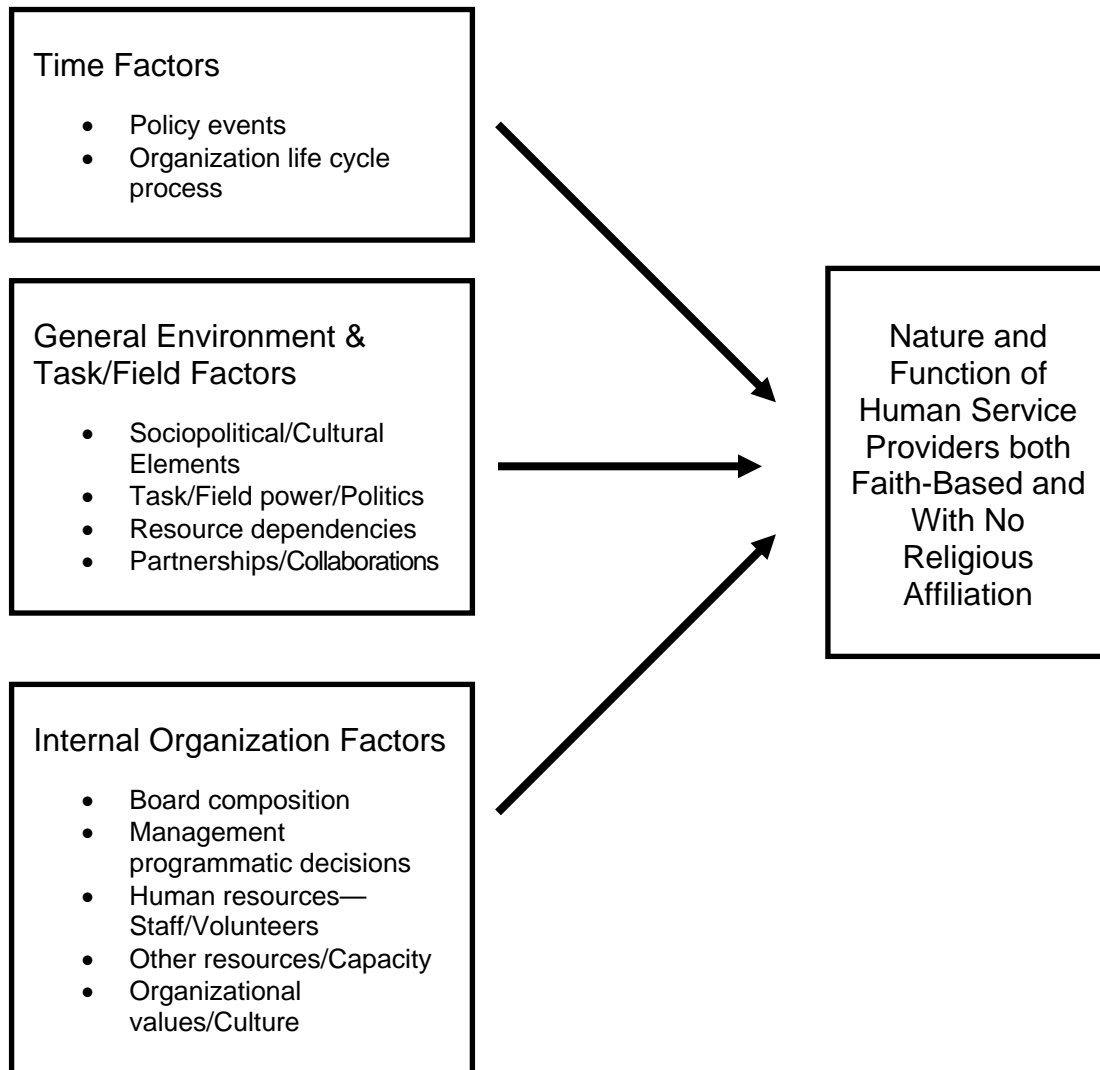 Time Factors
• Policy events
• Organization life cycle
process
General Environment &
Task/Field Factors
• Sociopolitical/Cultural
Elements
• Task/Field power/Politics
• Resource dependencies
• Partnerships/Collaborations
Internal Organization Factors
• Board composition
• Management
programmatic decisions
• Human resources—
Staff/Volunteers
• Other resources/Capacity
• Organizational
values/Culture
Nature and
Function of
Human Service
Providers both
Faith-Based and
With No
Religious
Affiliation